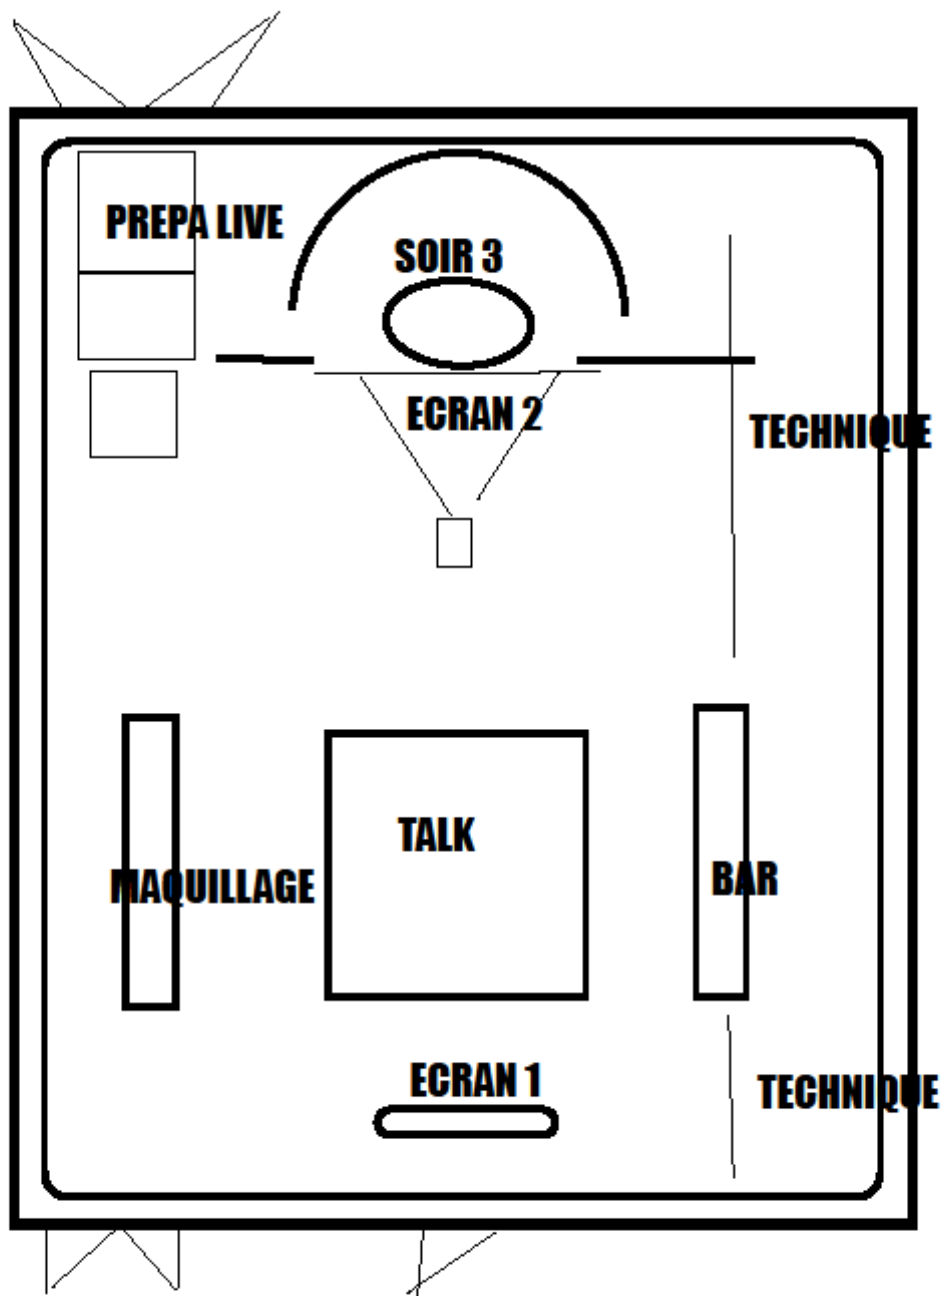 PREPA LIVE
SOIR 3
ECRAN 2
TECHNIQUE
TALK
MAQUILLAGE
BAR
ECRAN 1
TECHNIQUE